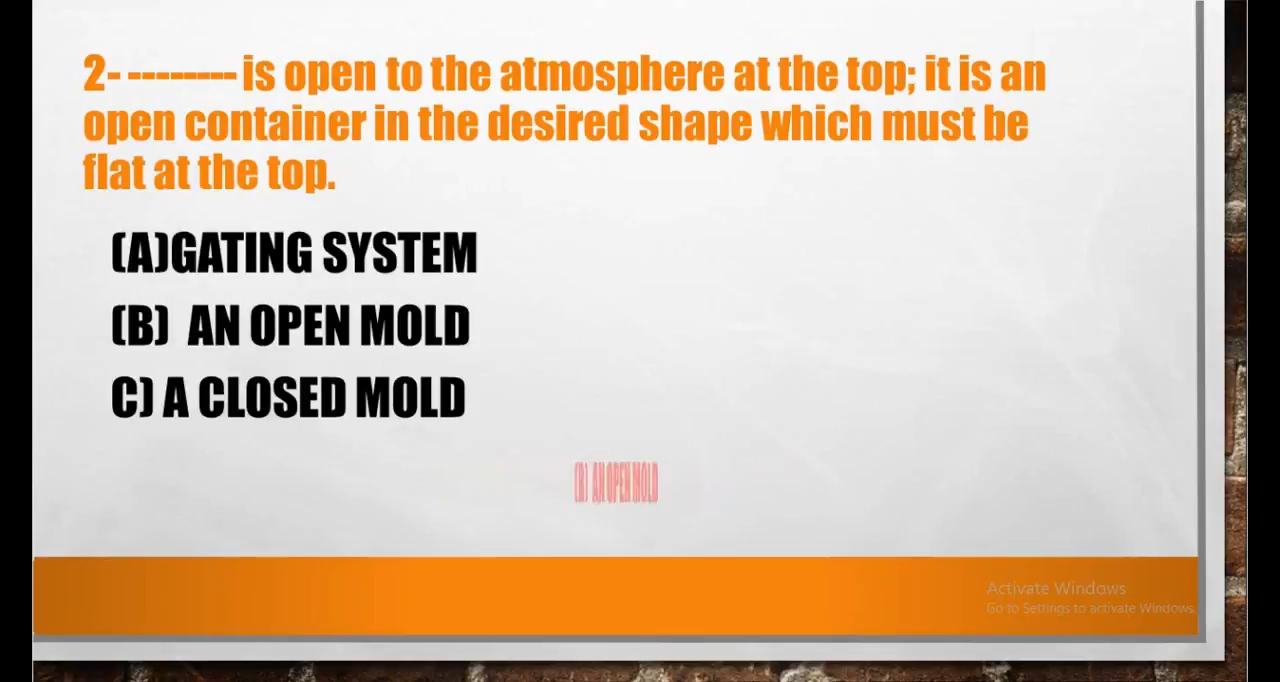 2- -------- is open to the atmosphere at the top; it is an
open container in the desired shape which must be
flat at the top.
(A)GATING SYSTEM
(B) AN OPEN MOLD
C) A CLOSED MOLD
(B) AN OPEN MOLD
Activate Windows
Go to Settings to activate Windows.